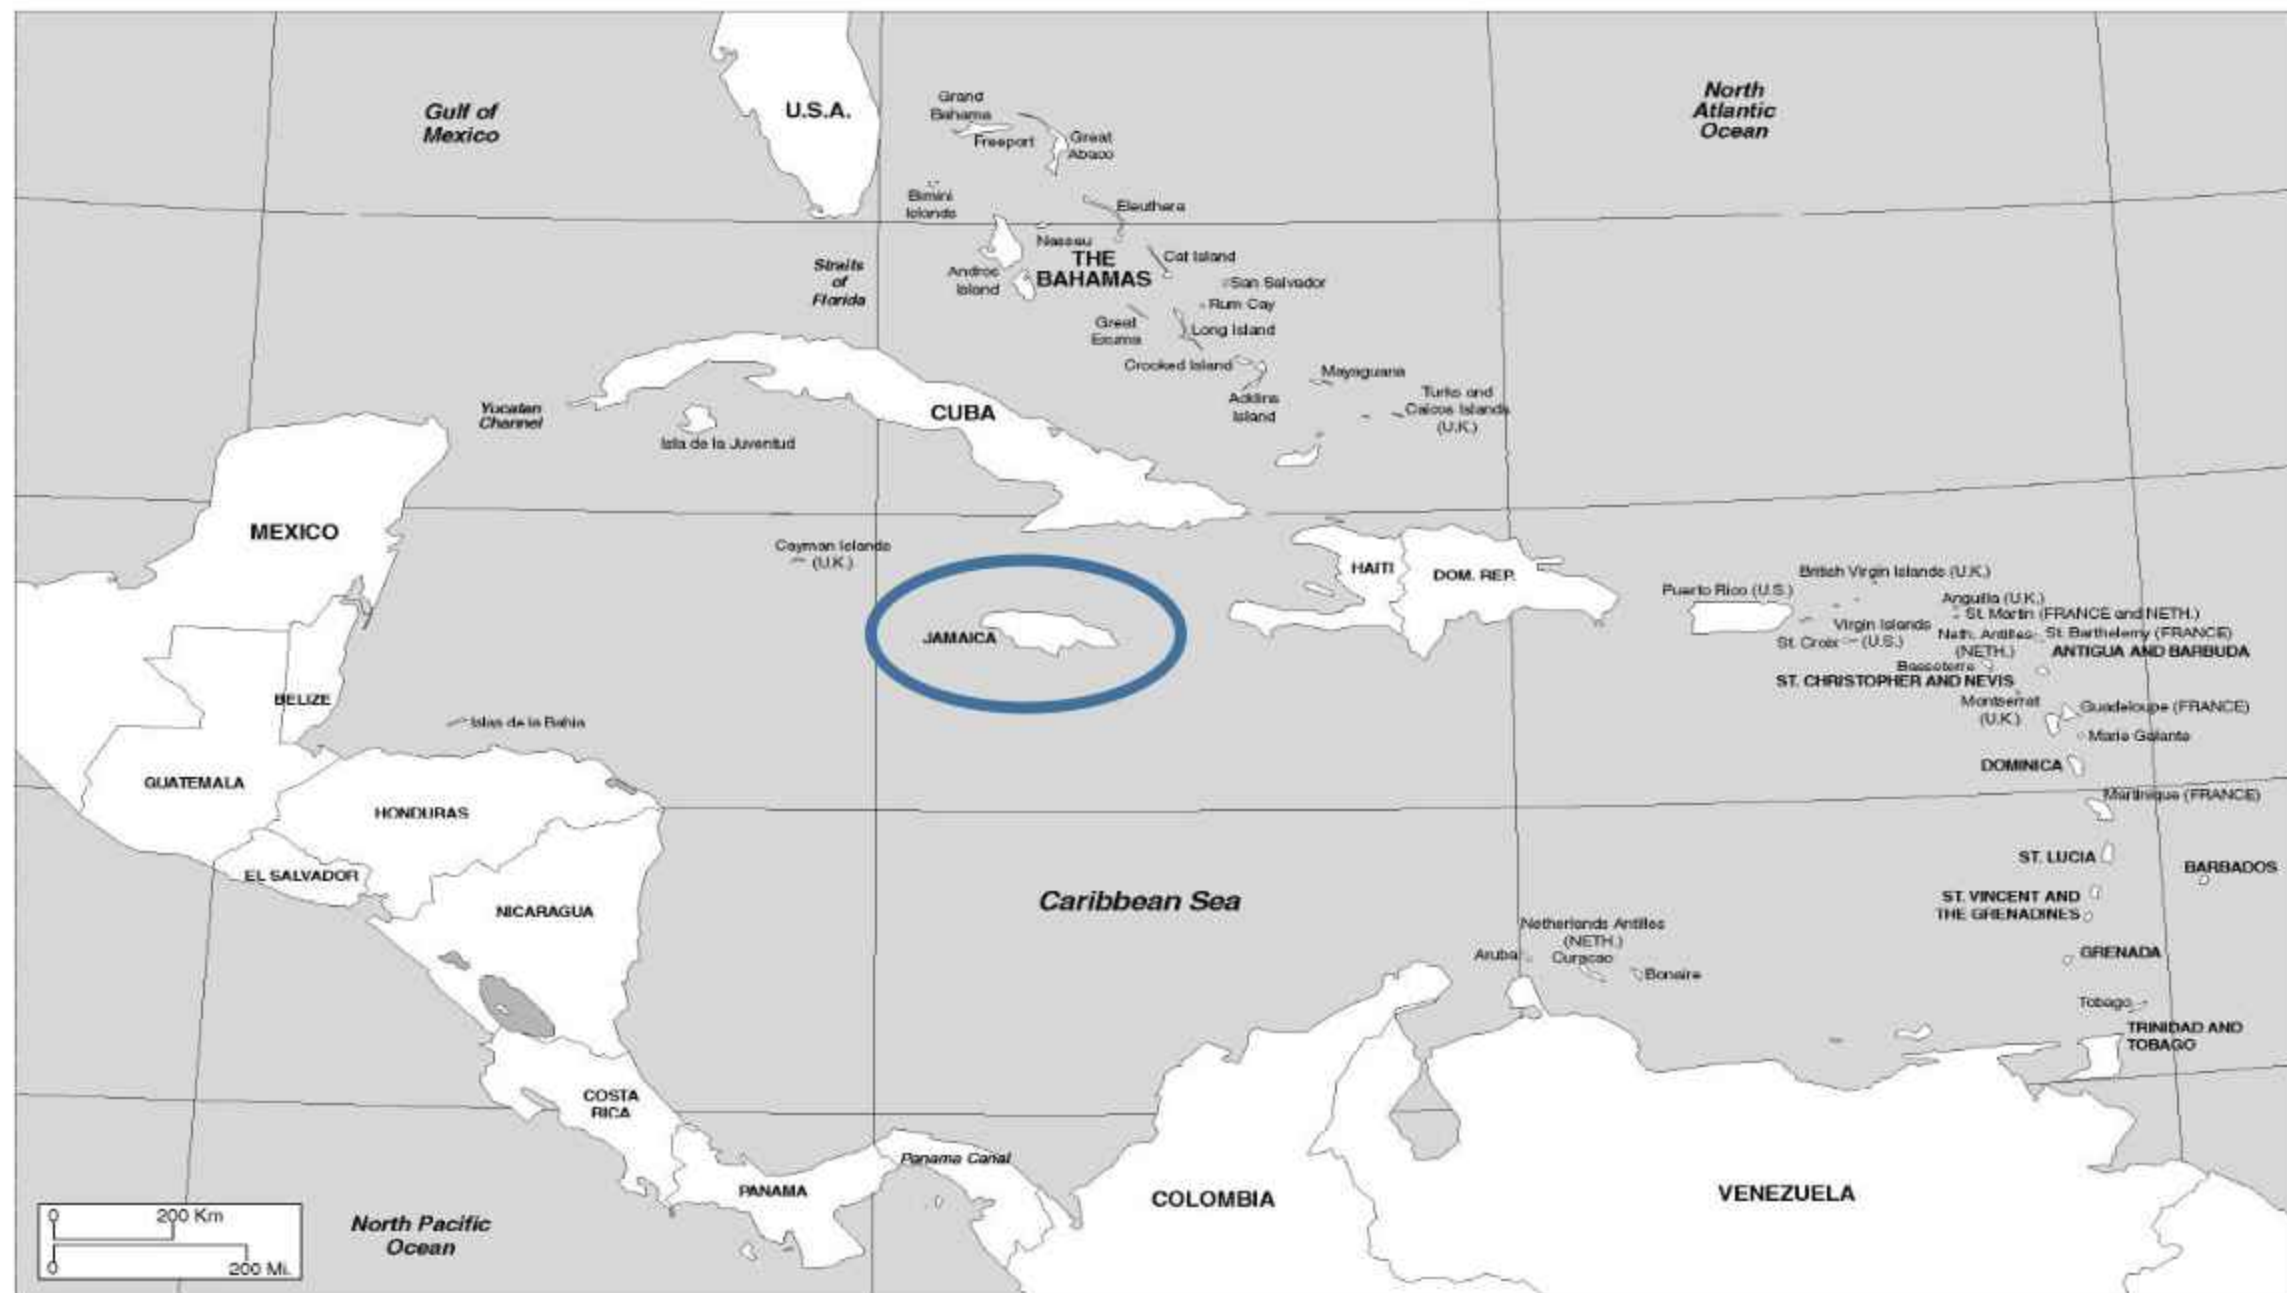 Gulf of
Mexico
U.S.A.
North
Atlantic
Ocean
Grand
Bahama
Freeport
Great
Abaco
Bimini
Islands
Eleuthera
Nassau
THE
BAHAMAS
Cat Island
Straits
of
Florida
Andros
Island
San Salvador
Rum Cay
Great
Exuma
Long Island
Crooked Island
Mayaguana
Acklins
Island
Turks and
Caicos Islands
(U.K.)
Yucatan
Channel
CUBA
Isla de la Juventud
MEXICO
Cayman Islands
(U.K.)
HAITI
DOM. REP.
JAMAICA
Puerto Rico (U.S.)
British Virgin Islands (U.K.)
Anguilla (U.K.)
St. Martin (FRANCE and NETH.)
Virgin Islands
(U.S.)
St. Croix
Neth. Antilles
(NETH.)
St. Barthelemy (FRANCE)
ANTIGUA AND BARBUDA
Basseterre
ST. CHRISTOPHER AND NEVIS
Montserrat
(U.K.)
Guadeloupe (FRANCE)
Marie Galante
BELIZE
Islas de la Bahia
GUATEMALA
HONDURAS
DOMINICA
Martinique (FRANCE)
EL SALVADOR
NICARAGUA
Caribbean Sea
ST. LUCIA
BARBADOS
ST. VINCENT AND
THE GRENADINES
Netherlands Antilles
(NETH.)
Aruba
Curacao
Bonaire
GRENADA
Tobago
TRINIDAD AND
TOBAGO
COSTA
RICA
Panama Canal
PANAMA
COLOMBIA
VENEZUELA
North Pacific
Ocean
0 200 Km
0 200 Mi.